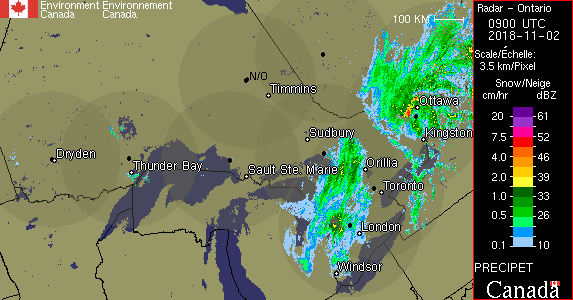 Environment Environnement
Canada Canada
100 KM
N/O
Timmins
Ottawa
Sudbury
Kingston
Dryden
Thunder Bay
Sault Ste. Marie
Orillia
Toronto
London
Windsor
Radar - Ontario
0900 UTC
2018-11-02
Scale/Échelle:
3.5 km/Pixel
Snow/Neige
cm/hr dBZ
20 61
7.5 52
4.0 46
2.0 39
1.0 33
0.5 26
0.1 10
PRECIPET
Canada